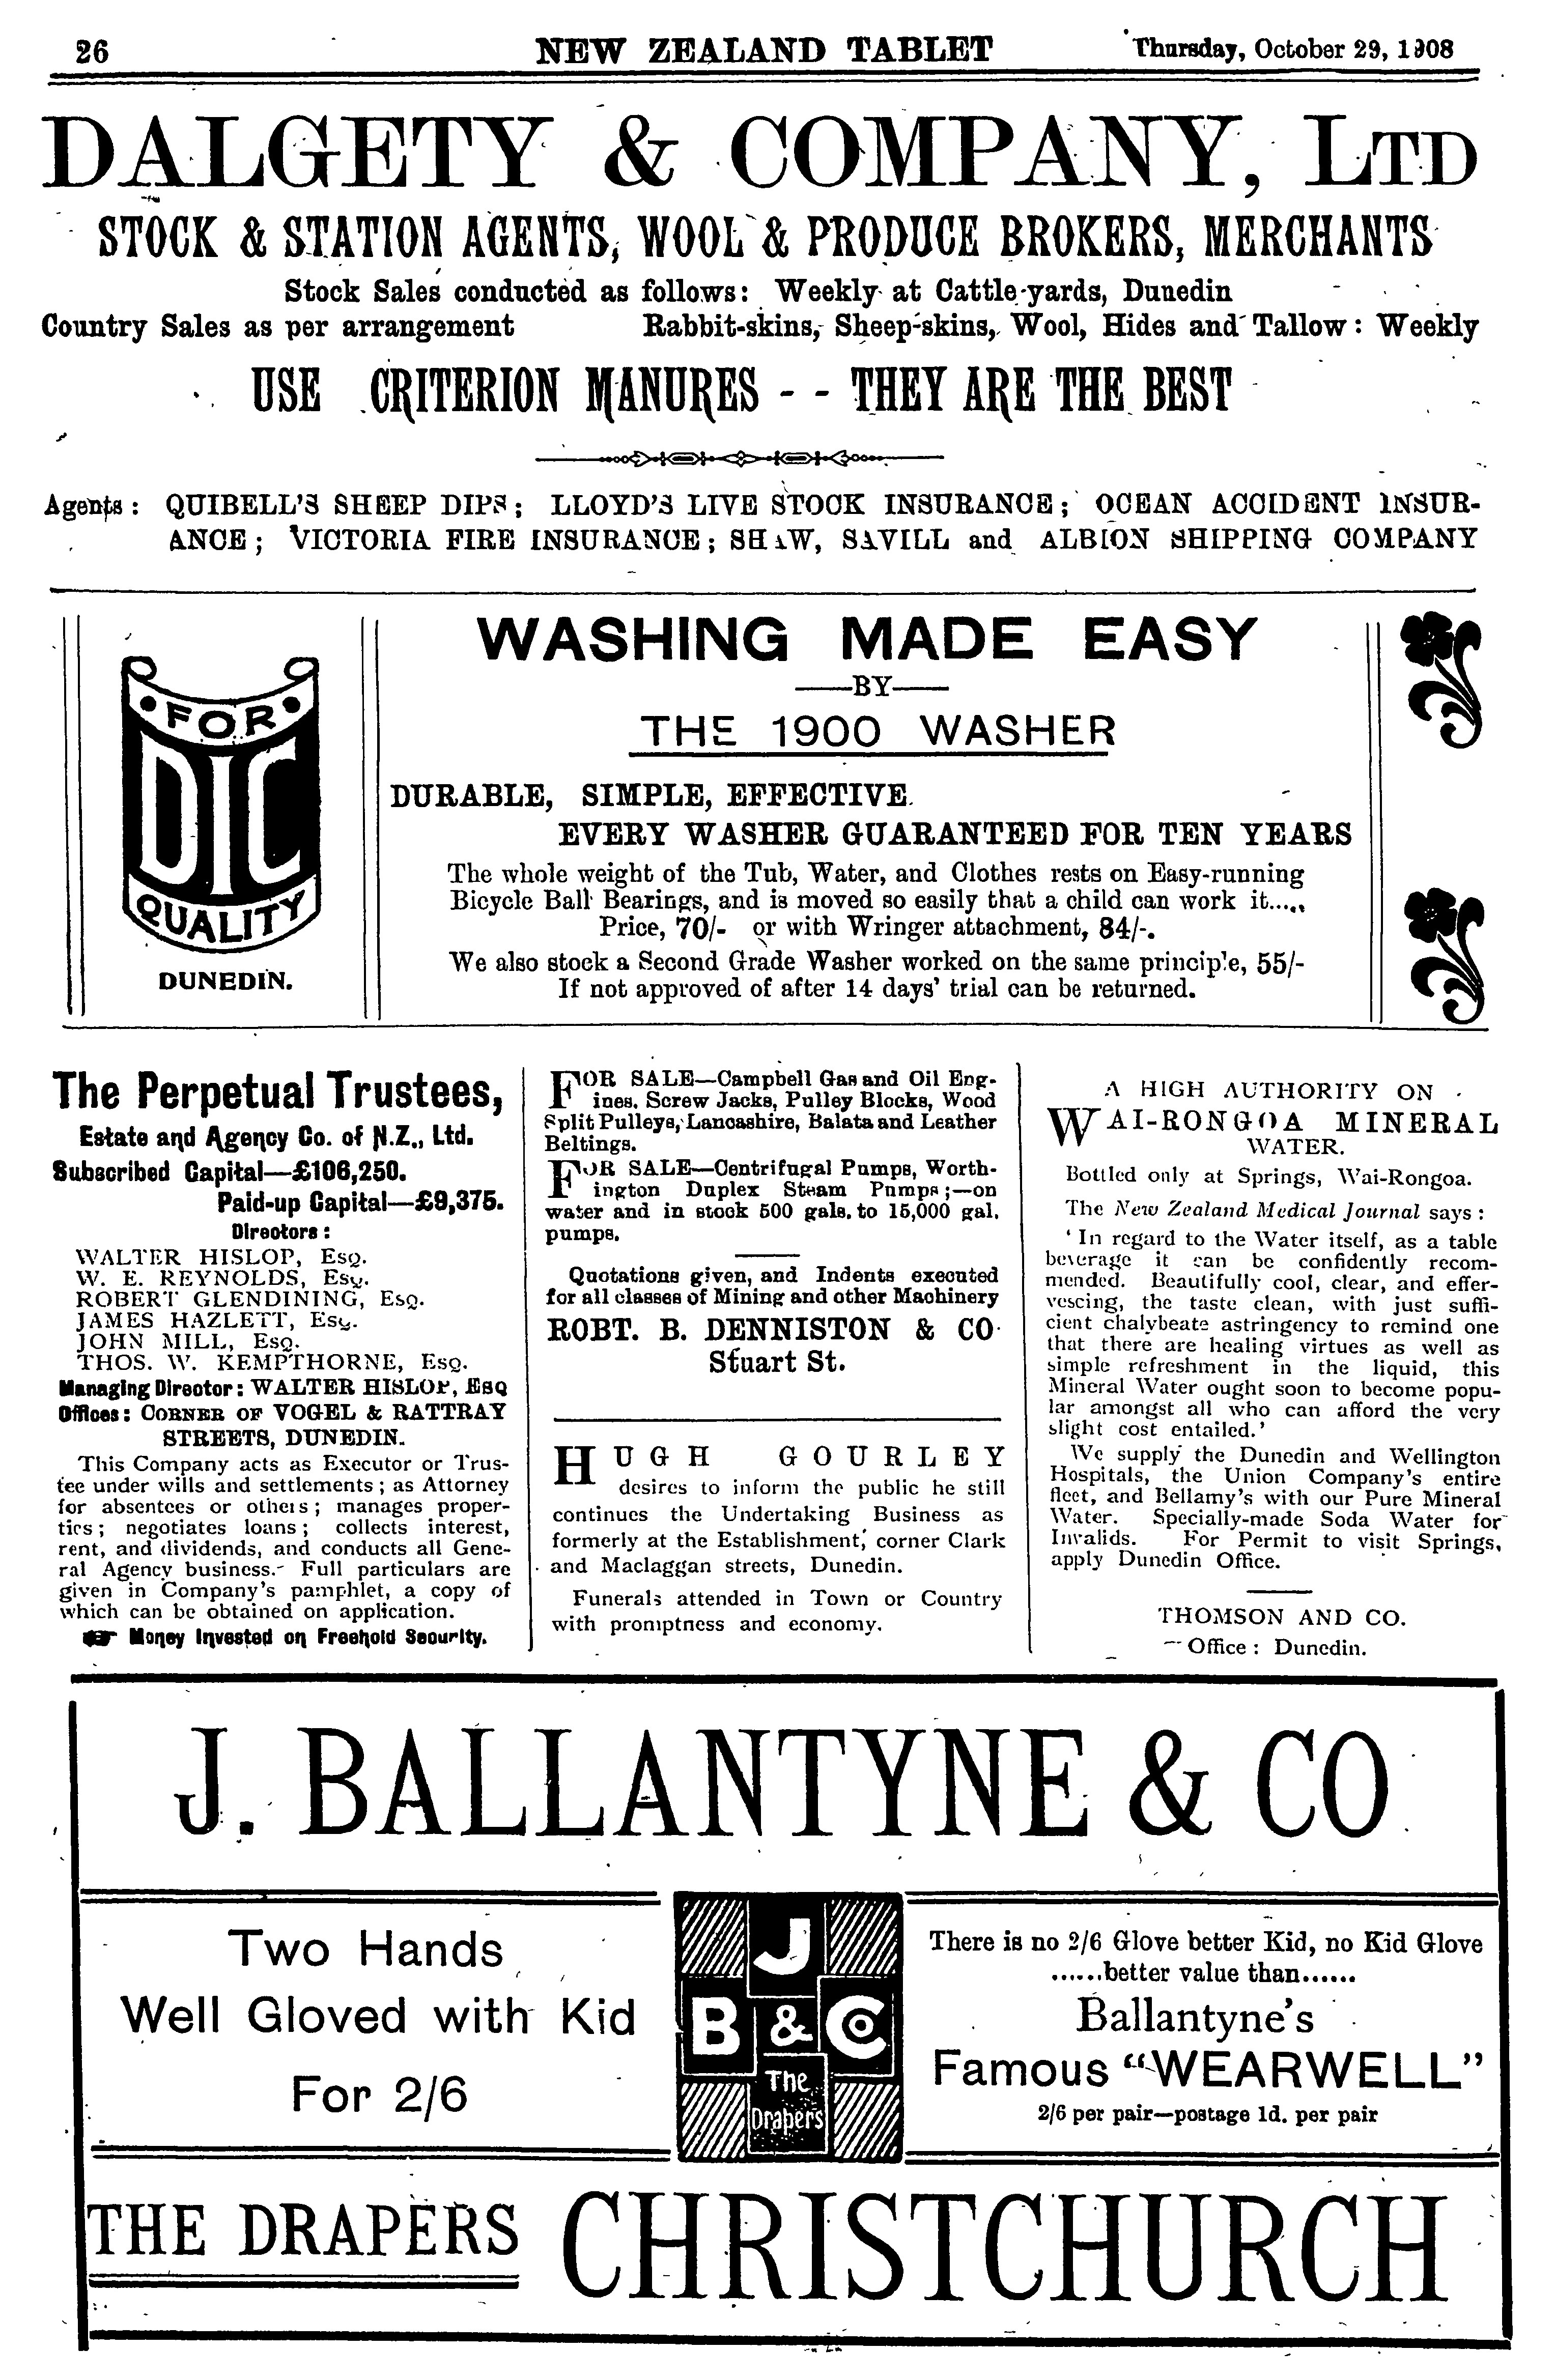 26 NEW ZEALAND TABLET Thursday, October 29, 1908
DALGETY & COMPANY, LTD
STOCK & STATION AGENTS, WOOL & PRODUCE BROKERS, MERCHANTS
Stock Sales conducted as follows: Weekly at Cattle-yards, Dunedin
Country Sales as per arrangement Rabbit-skins, Sheep-skins, Wool, Hides and Tallow: Weekly
USE CRITERION MANURES - - THEY ARE THE BEST
Agents: QUIBELL'S SHEEP DIPS; LLOYD'S LIVE STOCK INSURANCE; OCEAN ACCIDENT INSUR-
ANCE; VICTORIA FIRE INSURANCE; SHAW, SAVILL and ALBION SHIPPING COMPANY
FOR
DIC
QUALITY
DUNEDIN.
WASHING MADE EASY
—BY—
THE 1900 WASHER
DURABLE, SIMPLE, EFFECTIVE.
EVERY WASHER GUARANTEED FOR TEN YEARS
The whole weight of the Tub, Water, and Clothes rests on Easy-running
Bicycle Ball Bearings, and is moved so easily that a child can work it.....
Price, 70/- or with Wringer attachment, 84/-.
We also stock a Second Grade Washer worked on the same principle, 55/-
If not approved of after 14 days' trial can be returned.
The Perpetual Trustees,
Estate and Agency Co. of N.Z., Ltd.
Subscribed Capital—£106,250.
Paid-up Capital—£9,375.
Directors:
WALTER HISLOP, Esq.
W. E. REYNOLDS, Esq.
ROBERT GLENDINING, Esq.
JAMES HAZLETT, Esq.
JOHN MILL, Esq.
THOS. W. KEMPTHORNE, Esq.
Managing Director: WALTER HISLOP, Esq
Offices: CORNER OF VOGEL & RATTRAY
STREETS, DUNEDIN.
This Company acts as Executor or Trus-
tee under wills and settlements; as Attorney
for absentees or others; manages proper-
ties; negotiates loans; collects interest,
rent, and dividends, and conducts all Gene-
ral Agency business. Full particulars are
given in Company's pamphlet, a copy of
which can be obtained on application.
☛ Money Invested on Freehold Security.
FOR SALE—Campbell Gas and Oil Eng-
ines. Screw Jacks, Pulley Blocks, Wood
Split Pulleys, Lancashire, Balata and Leather
Beltings.
FOR SALE—Centrifugal Pumps, Worth-
ington Duplex Steam Pumps;—on
water and in stock 500 gals. to 15,000 gal.
pumps.
Quotations given, and Indents executed
for all classes of Mining and other Machinery
ROBT. B. DENNISTON & CO
Stuart St.
HUGH GOURLEY
desires to inform the public he still
continues the Undertaking Business as
formerly at the Establishment, corner Clark
and Maclaggan streets, Dunedin.
Funerals attended in Town or Country
with promptness and economy.
A HIGH AUTHORITY ON
WAI-RONGOA MINERAL
WATER.
Bottled only at Springs, Wai-Rongoa.
The New Zealand Medical Journal says:
'In regard to the Water itself, as a table
beverage it can be confidently recom-
mended. Beautifully cool, clear, and effer-
vescing, the taste clean, with just suffi-
cient chalybeate astringency to remind one
that there are healing virtues as well as
simple refreshment in the liquid, this
Mineral Water ought soon to become popu-
lar amongst all who can afford the very
slight cost entailed.'
We supply the Dunedin and Wellington
Hospitals, the Union Company's entire
fleet, and Bellamy's with our Pure Mineral
Water. Specially-made Soda Water for
Invalids. For Permit to visit Springs,
apply Dunedin Office.
THOMSON AND CO.
Office: Dunedin.
J. BALLANTYNE & CO
Two Hands
Well Gloved with Kid
For 2/6
J
B & Co
The
Drapers
There is no 2/6 Glove better Kid, no Kid Glove
......better value than......
Ballantyne's
Famous "WEARWELL"
2/6 per pair—postage 1d. per pair
THE DRAPERS CHRISTCHURCH